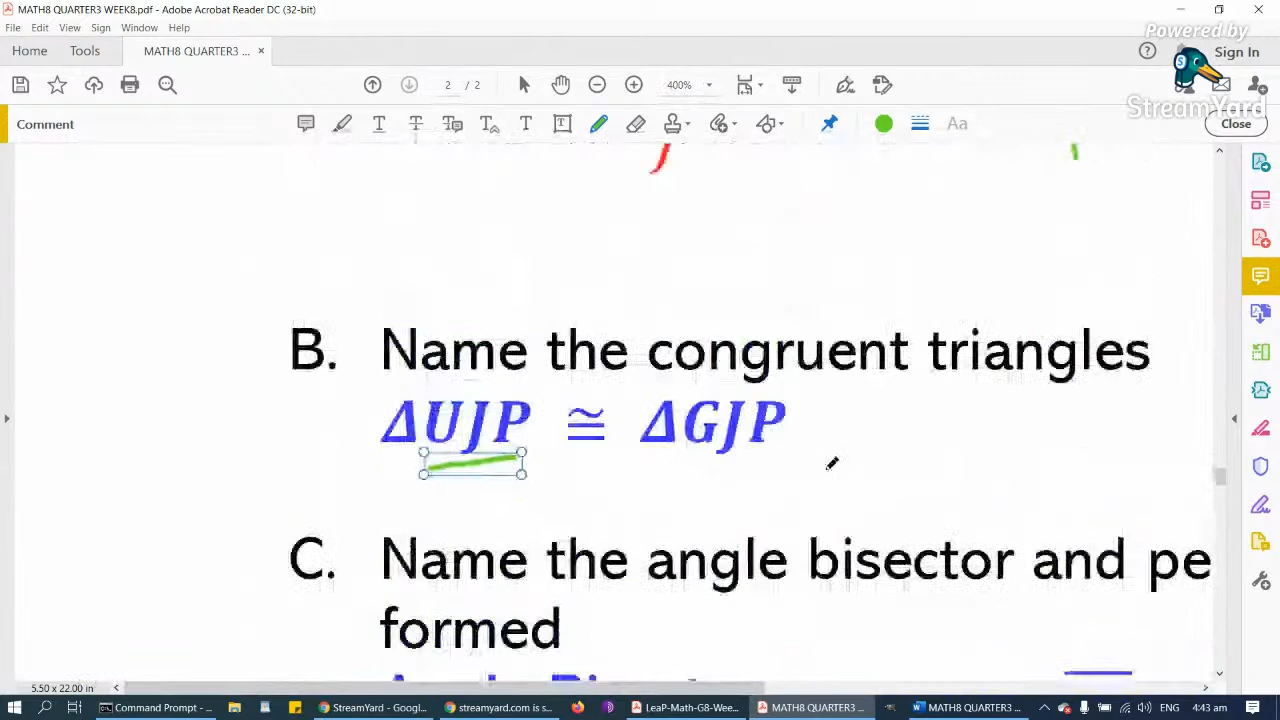 MATH8 QUARTER3 WEEK8.pdf - Adobe Acrobat Reader DC (32-bit)
Powered by
File Edit View Sign Window Help
Home Tools MATH8 QUARTER3 ... × Sign In
2 / 2 400%
StreamYard
Comment Aa Close
B. Name the congruent triangles
ΔUJP ≅ ΔGJP
C. Name the angle bisector and pe
formed
5.50 x 22.00 in
Command Prompt - ... StreamYard - Googl... streamyard.com is s... LeaP-Math-G8-Wee... MATH8 QUARTER3 ... MATH8 QUARTER3 ... ENG 4:43 am